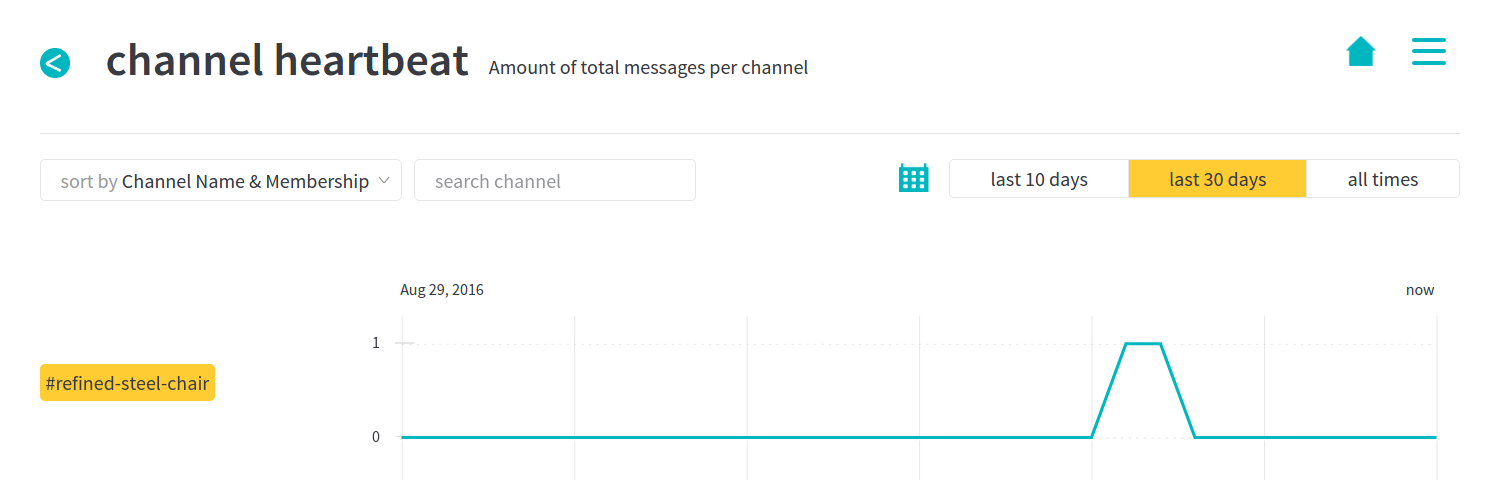 channel heartbeat Amount of total messages per channel
sort by Channel Name & Membership search channel last 10 days last 30 days all times
Aug 29, 2016 now
1
#refined-steel-chair
0